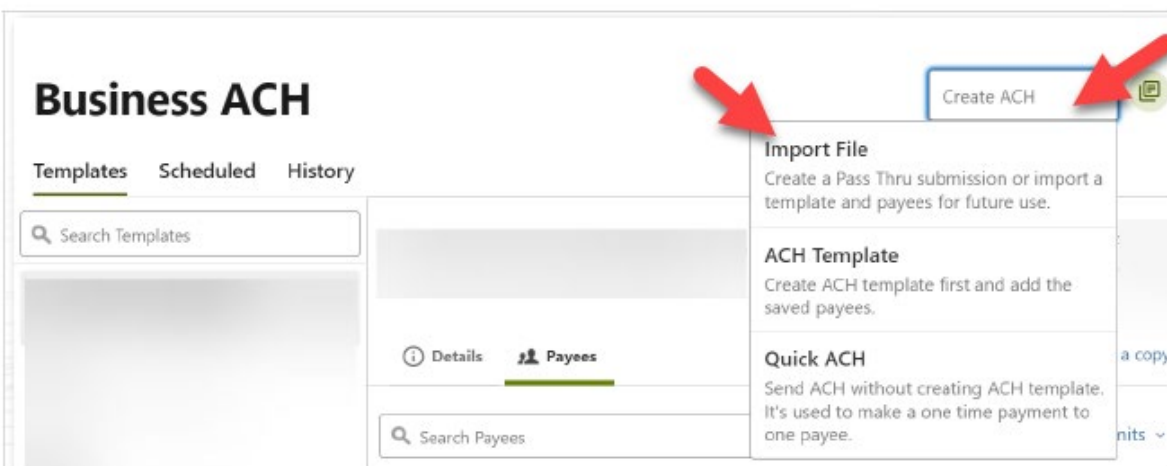 Business ACH
Create ACH
Templates Scheduled History
Search Templates
Import File
Create a Pass Thru submission or import a
template and payees for future use.
ACH Template
Create ACH template first and add the
saved payees.
Details Payees
Quick ACH
Send ACH without creating ACH template.
It's used to make a one time payment to
one payee.
a copy
Search Payees
nits